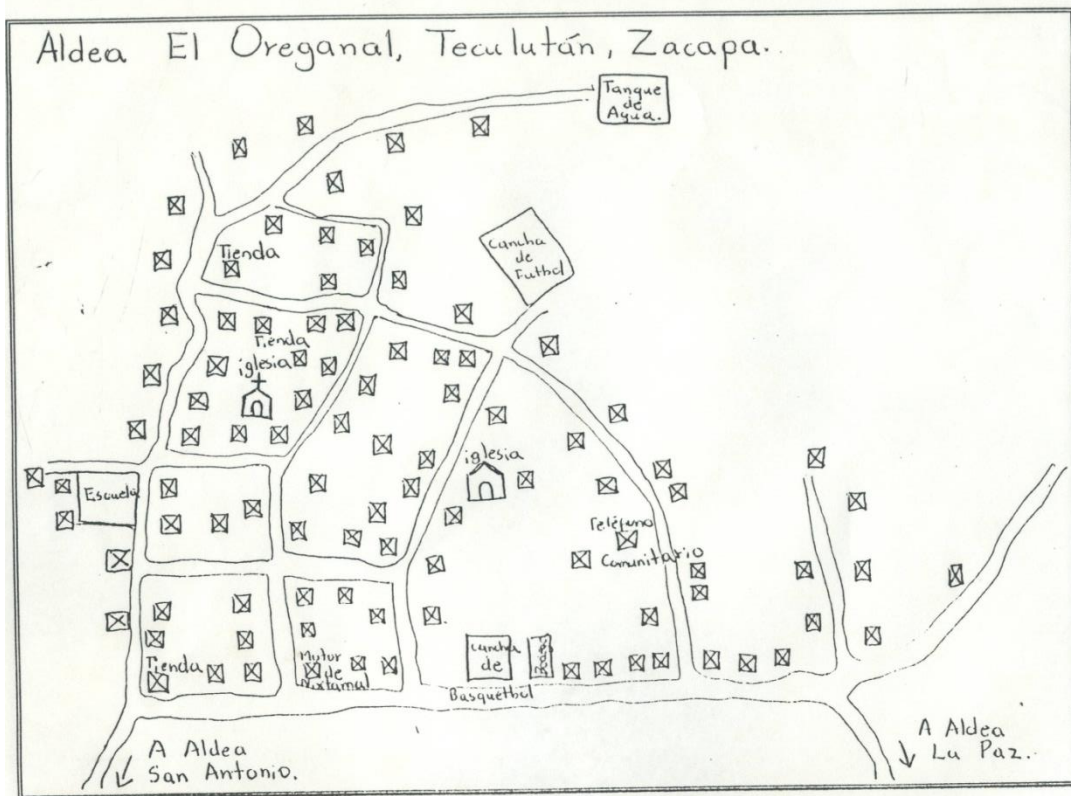 Aldea El Oreganal, Teculután, Zacapa.
Tanque
de
Agua.
Cancha
de
Futbol
Tienda
Tienda
iglesia
iglesia
Escuela
Teléfono
Comunitario
Tienda
Motor
de
Nixtamal
Cancha
de
Basquetbol
A Aldea
San Antonio.
A Aldea
La Paz.